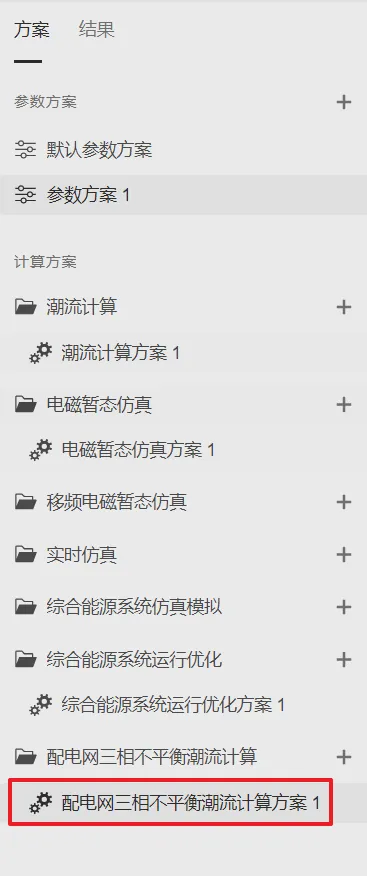 方案 结果
参数方案
默认参数方案
参数方案 1
计算方案
潮流计算
潮流计算方案 1
电磁暂态仿真
电磁暂态仿真方案 1
移频电磁暂态仿真
实时仿真
综合能源系统仿真模拟
综合能源系统运行优化
综合能源系统运行优化方案 1
配电网三相不平衡潮流计算
配电网三相不平衡潮流计算方案 1